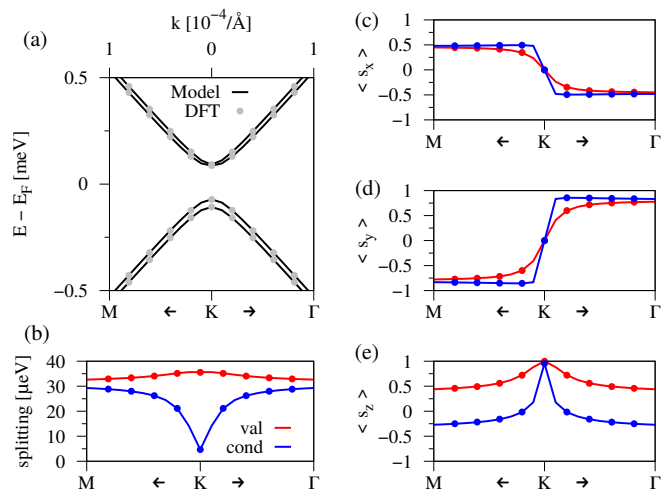 (a)
k [10⁻⁴/Å]
1 0 1
0.5
0
−0.5
E − E_F [meV]
Model
DFT
M ← K → Γ
(b)
40
30
20
10
0
splitting [µeV]
val
cond
M ← K → Γ
(c)
1
0.5
0
−0.5
−1
< s_x >
M ← K → Γ
(d)
1
0.5
0
−0.5
−1
< s_y >
M ← K → Γ
(e)
1
0.5
0
−0.5
−1
< s_z >
M ← K → Γ